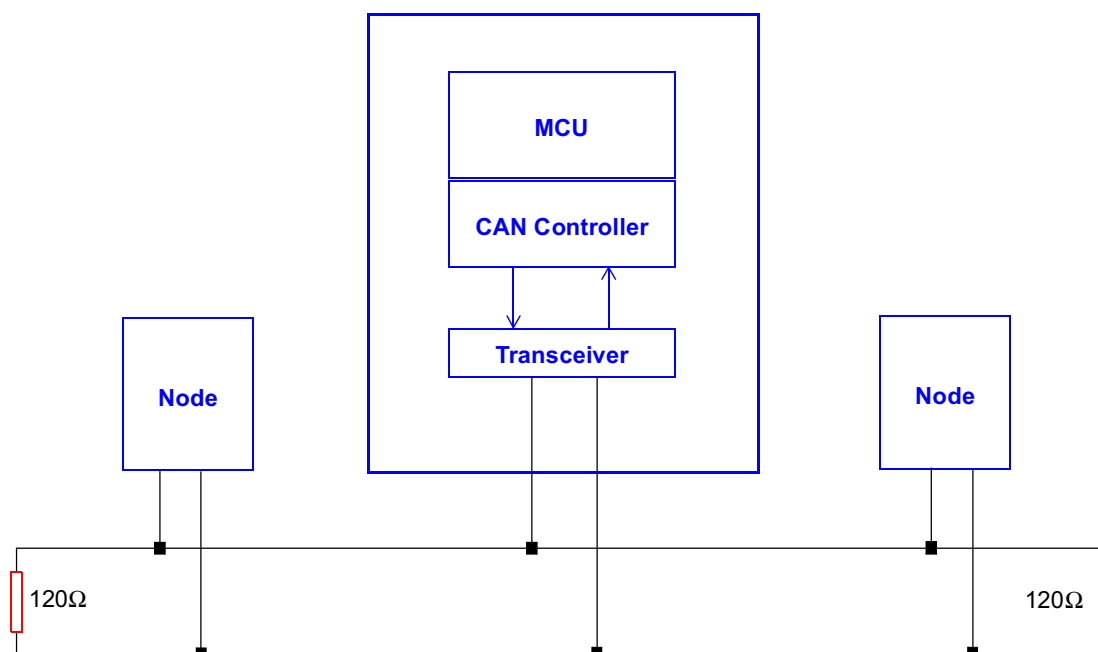 MCU
CAN Controller
Transceiver
Node
Node
120Ω
120Ω